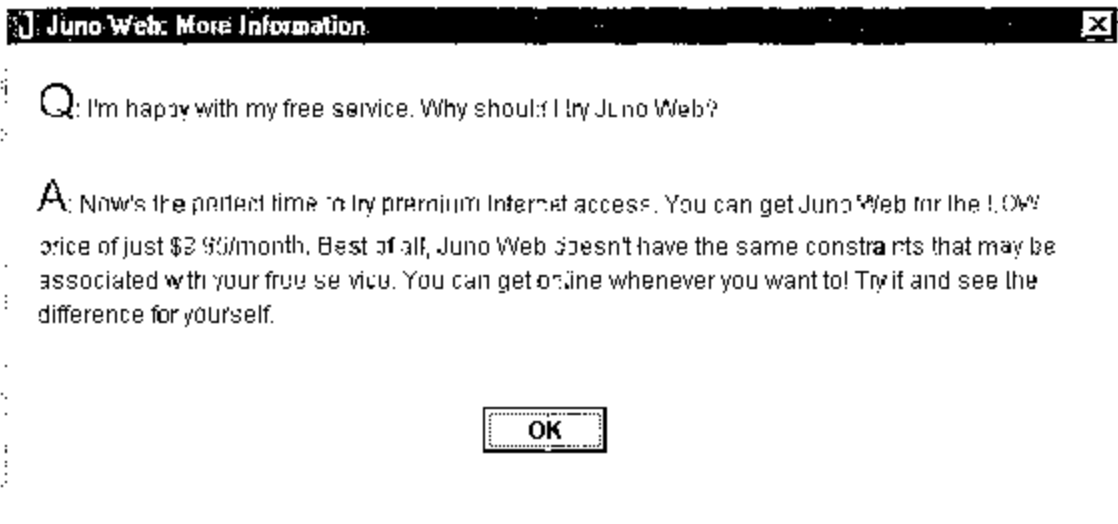 Juno Web: More Information
Q: I'm happy with my free service. Why should I try Juno Web?
A: Now's the perfect time to try premium Internet access. You can get Juno Web for the LOW
price of just Best of all, Juno Web doesn't have the same constraints that may be
associated with your free service. You can get online whenever you want to! Try it and see the
difference for yourself.
OK